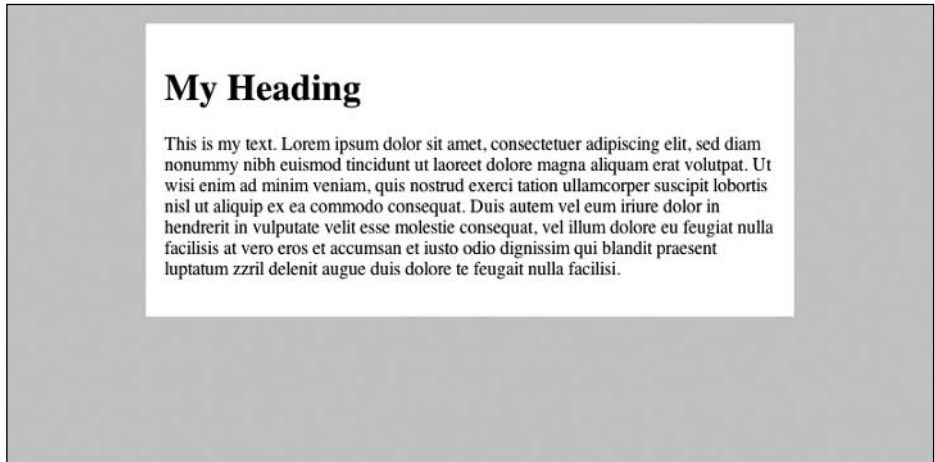 My Heading
This is my text. Lorem ipsum dolor sit amet, consectetuer adipiscing elit, sed diam
nonummy nibh euismod tincidunt ut laoreet dolore magna aliquam erat volutpat. Ut
wisi enim ad minim veniam, quis nostrud exerci tation ullamcorper suscipit lobortis
nisl ut aliquip ex ea commodo consequat. Duis autem vel eum iriure dolor in
hendrerit in vulputate velit esse molestie consequat, vel illum dolore eu feugiat nulla
facilisis at vero eros et accumsan et iusto odio dignissim qui blandit praesent
luptatum zzril delenit augue duis dolore te feugait nulla facilisi.